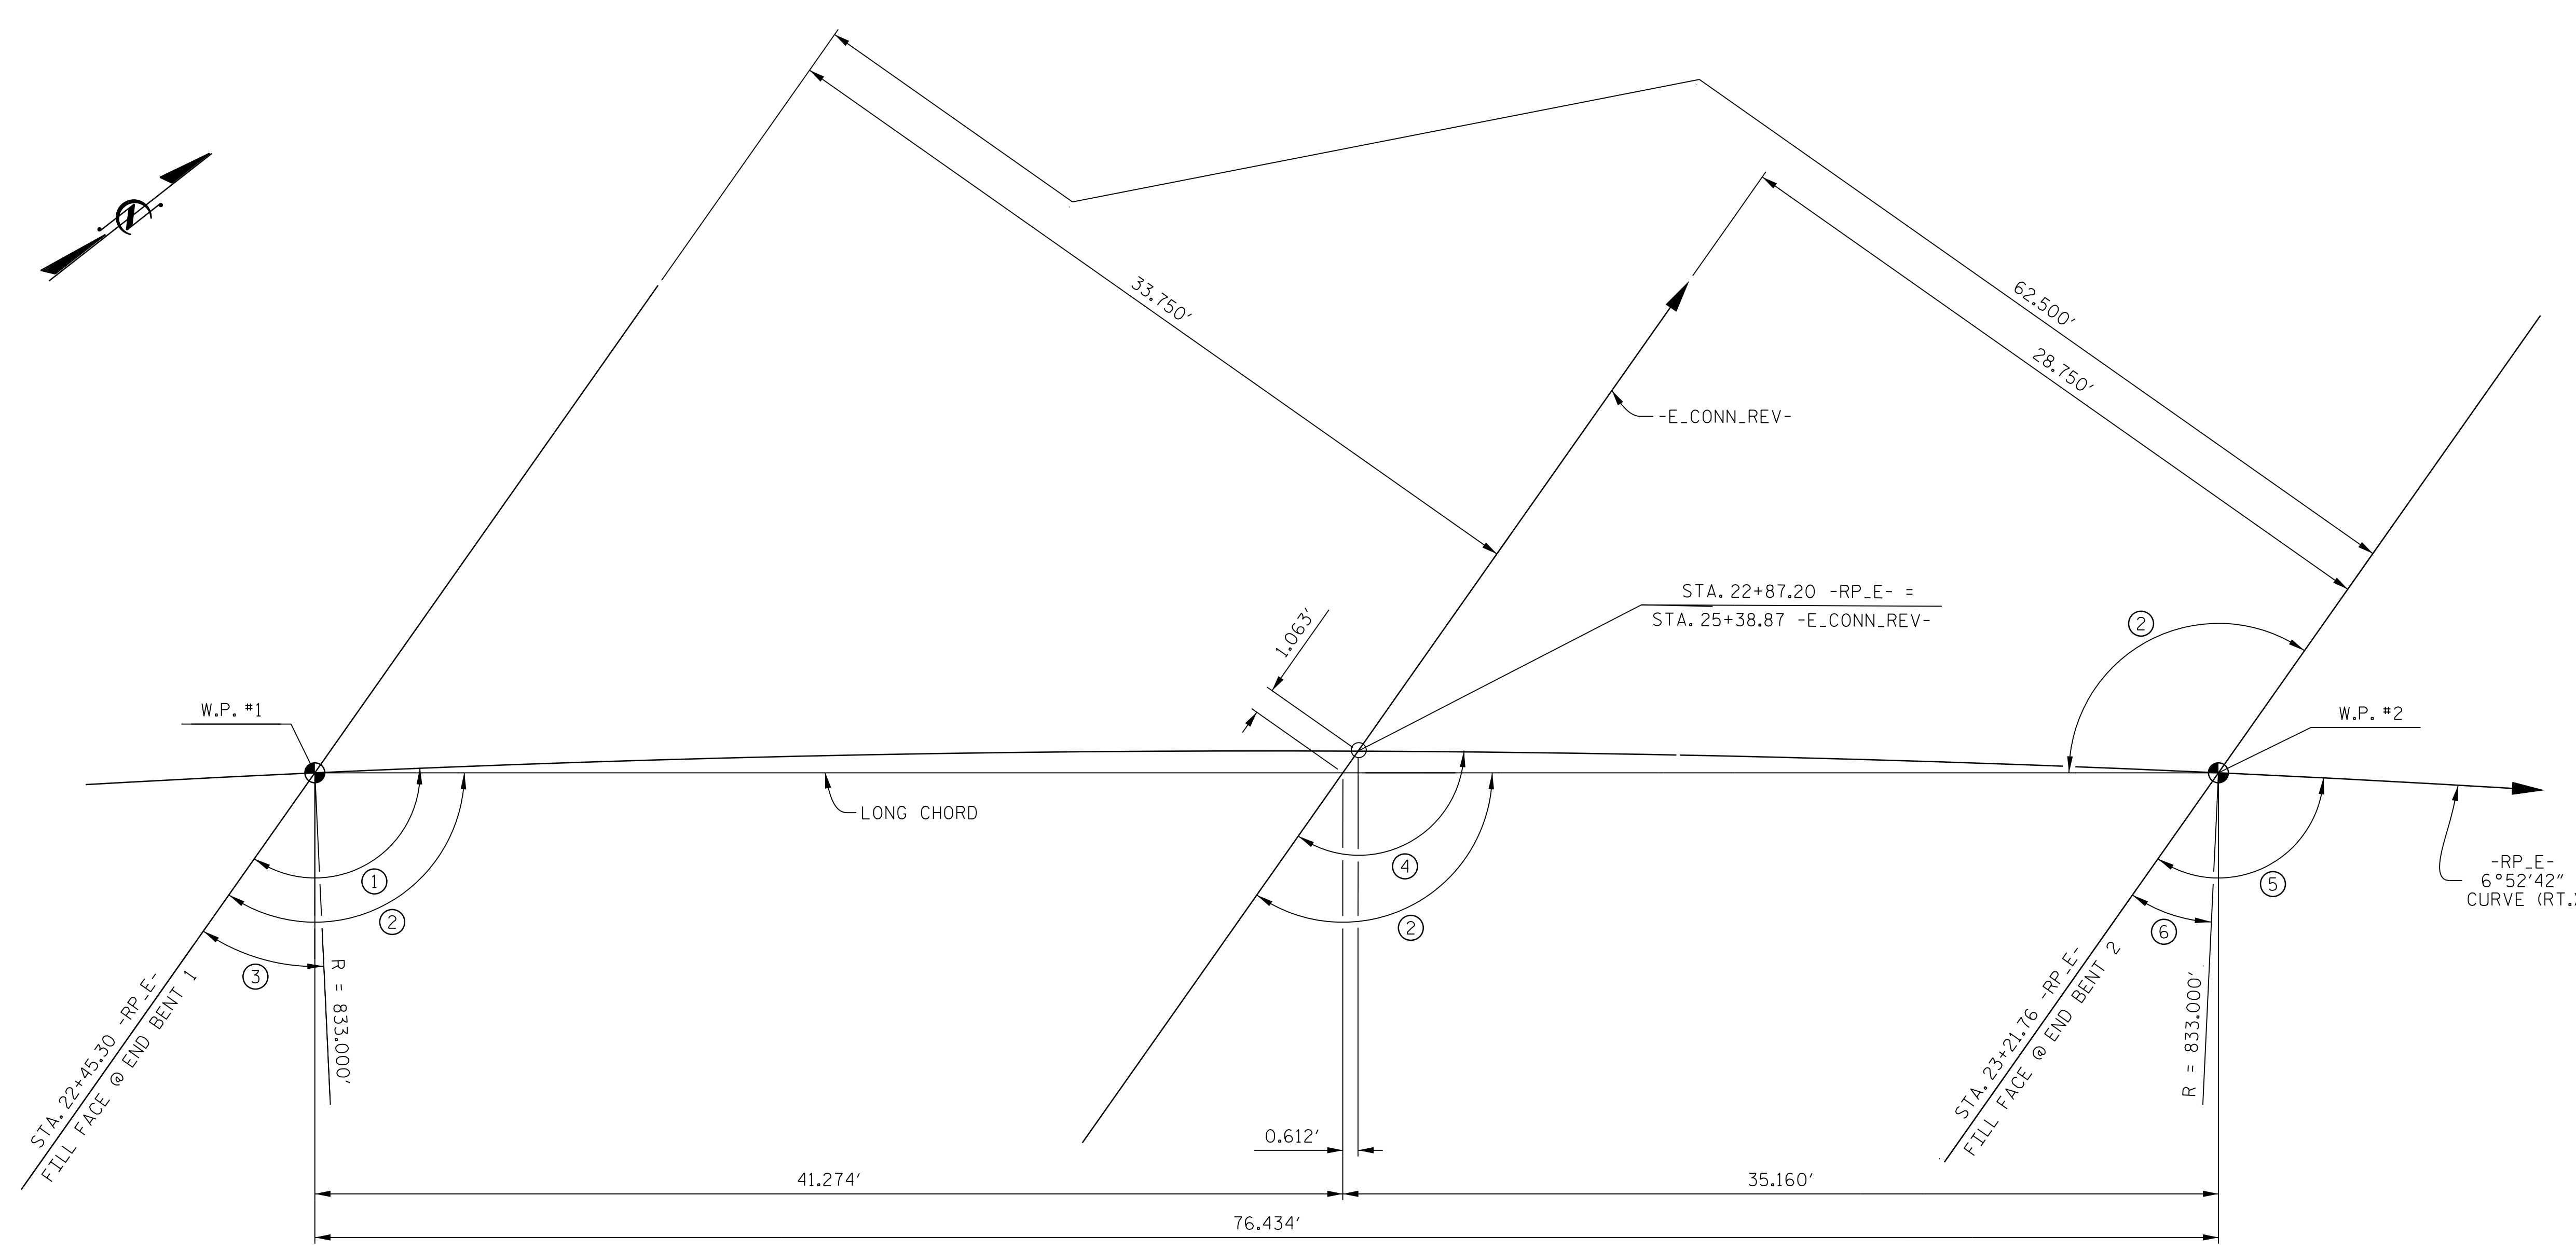 33.750'
62.500'
28.750'
-E_CONN_REV-
STA. 22+87.20 -RP_E- =
STA. 25+38.87 -E_CONN_REV-
1.063'
2
W.P. #1
W.P. #2
LONG CHORD
1
2
3
4
2
5
6
-RP_E-
6°52'42"
CURVE (RT.)
R = 833.000'
R = 833.000'
STA. 22+45.30 -RP_E-
FILL FACE @ END BENT 1
STA. 23+21.76 -RP_E-
FILL FACE @ END BENT 2
0.612'
41.274'
35.160'
76.434'